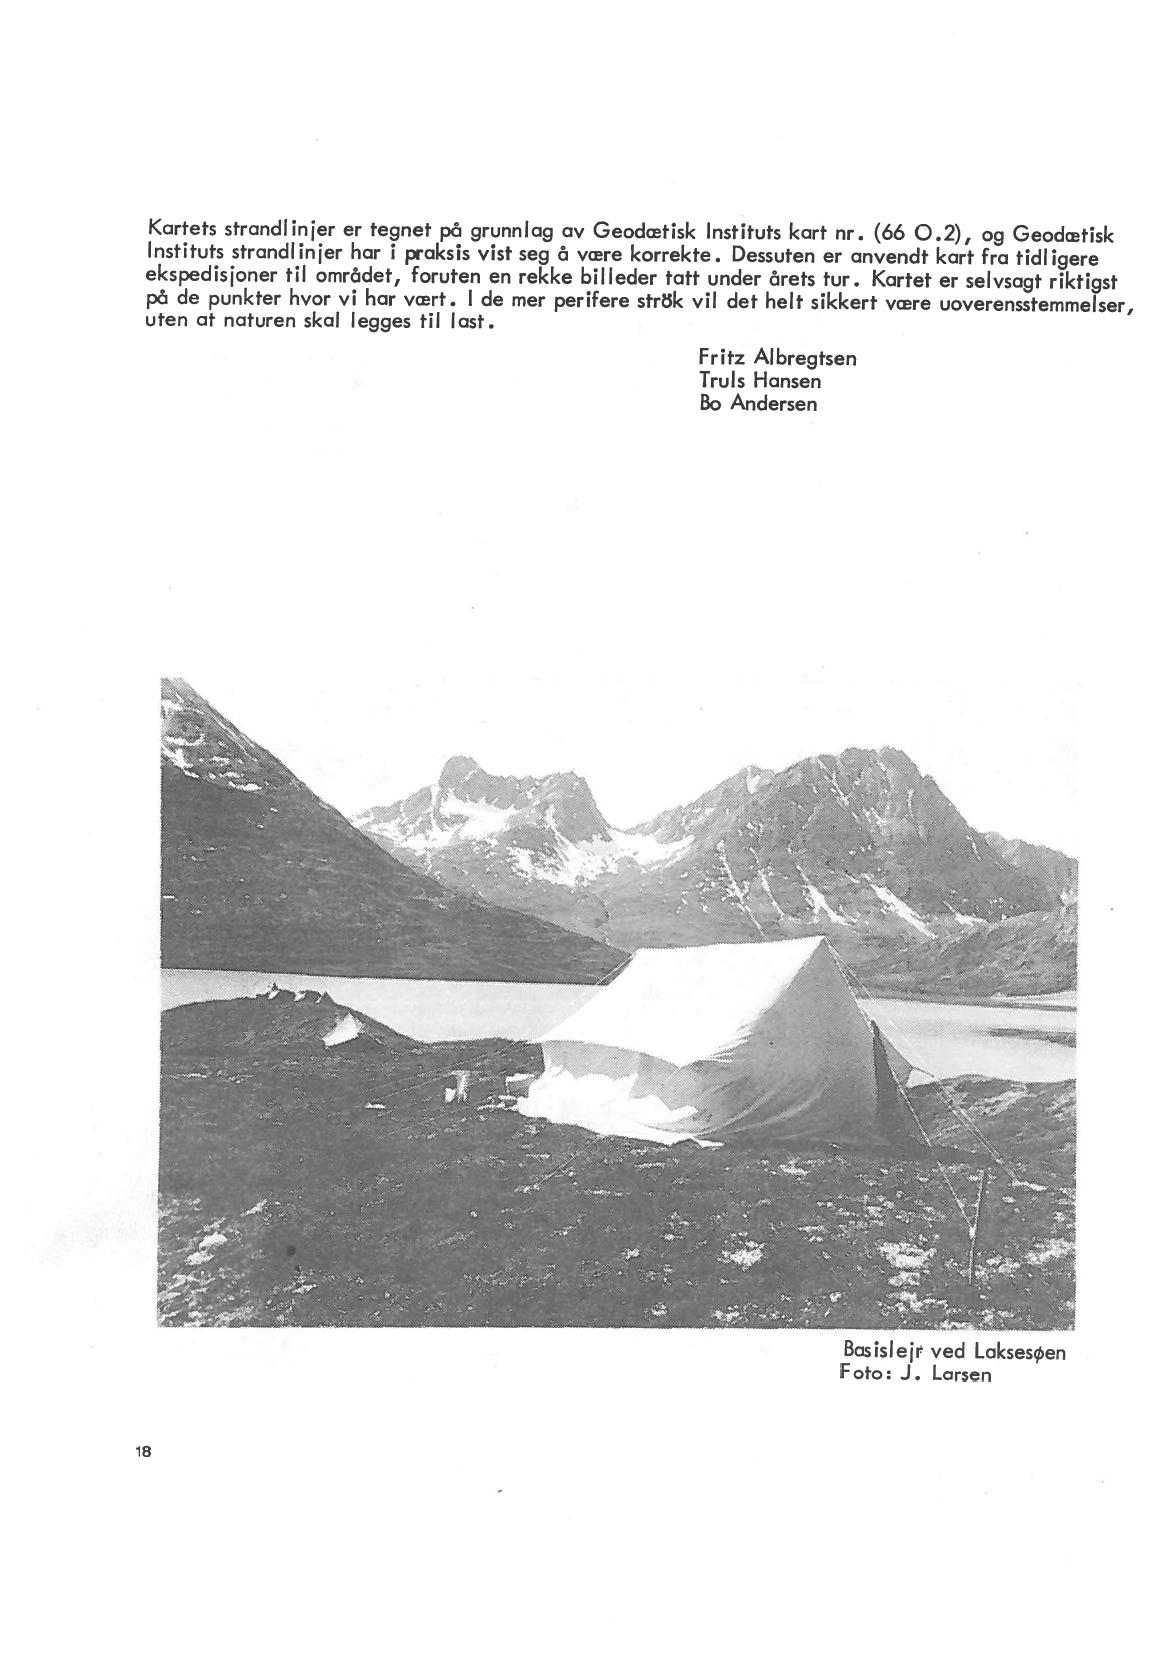 Kartets strandlinjer er tegnet på grunnlag av Geodætisk Instituts kart nr. (66 O.2), og Geodætisk
Instituts strandlinjer har i praksis vist seg å være korrekte. Dessuten er anvendt kart fra tidligere
ekspedisjoner til området, foruten en rekke billeder tatt under årets tur. Kartet er selvsagt riktigst
på de punkter hvor vi har vært. I de mer perifere strök vil det helt sikkert være uoverensstemmelser,
uten at naturen skal legges til last.
Fritz Albregtsen
Truls Hansen
Bo Andersen
Basislejr ved Laksesøen
Foto: J. Larsen
18